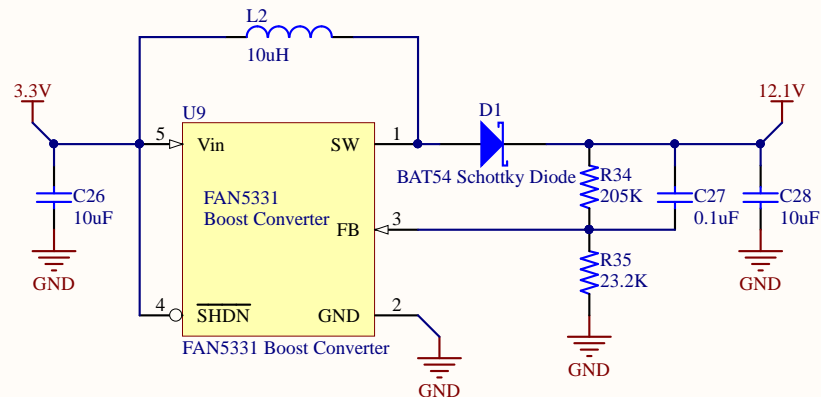 L2
10uH
3.3V
12.1V
U9
D1
5
Vin
SW
1
BAT54 Schottky Diode
C26
10uF
FAN5331
Boost Converter
R34
205K
C27
0.1uF
C28
10uF
FB
3
GND
R35
23.2K
GND
4
SHDN
GND
2
FAN5331 Boost Converter
GND
GND